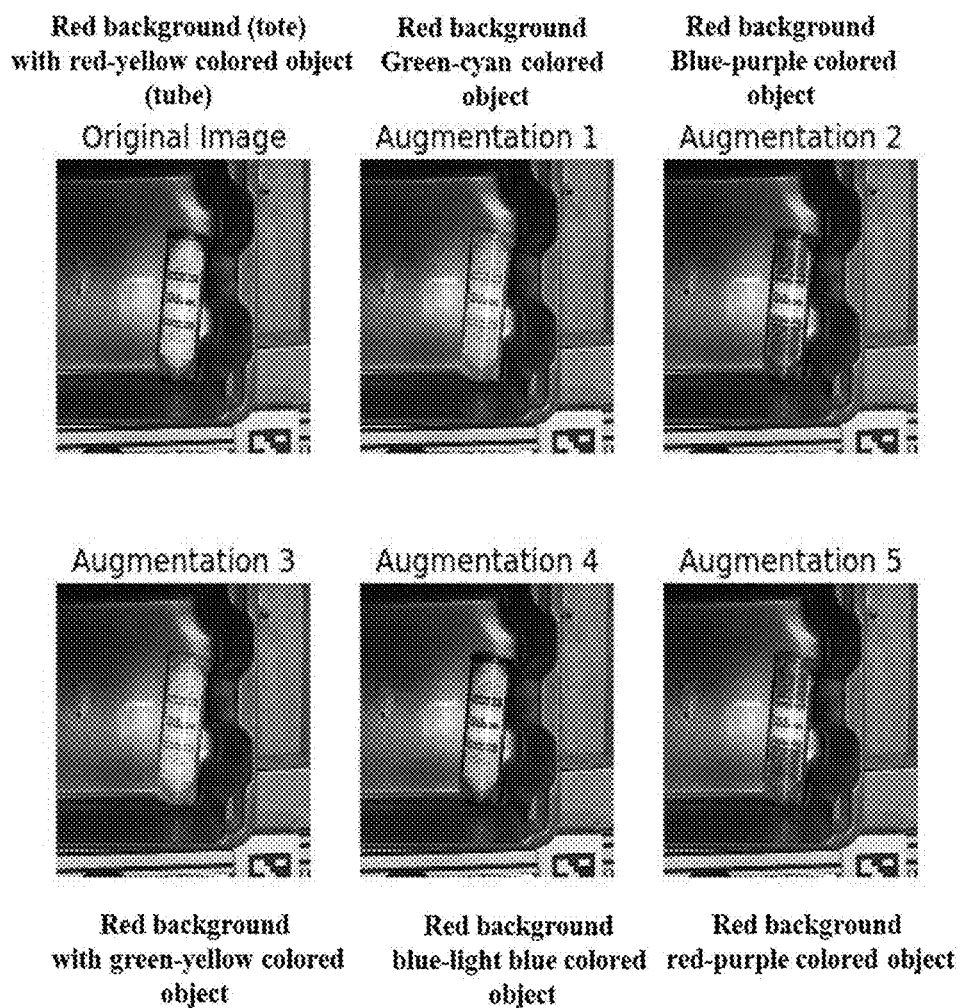 Red background (tote)
with red-yellow colored object
(tube)
Red background
Green-cyan colored
object
Red background
Blue-purple colored
object
Original Image
Augmentation 1
Augmentation 2
Augmentation 3
Augmentation 4
Augmentation 5
Red background
with green-yellow colored
object
Red background
blue-light blue colored
object
Red background
red-purple colored object